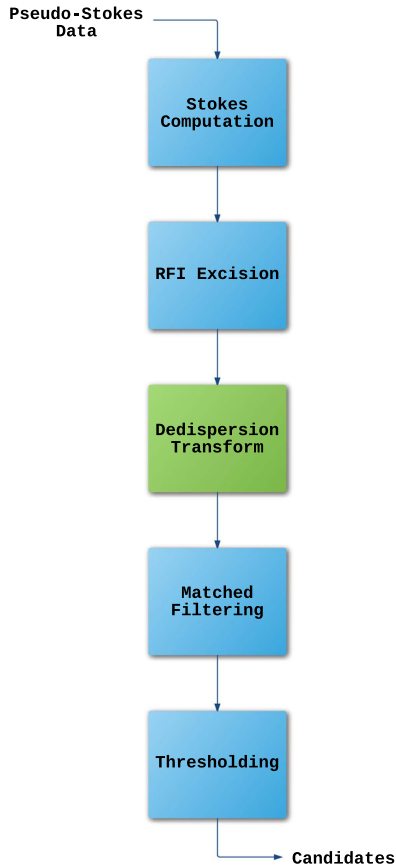 Pseudo-Stokes
Data
Stokes
Computation
RFI Excision
Dedispersion
Transform
Matched
Filtering
Thresholding
Candidates